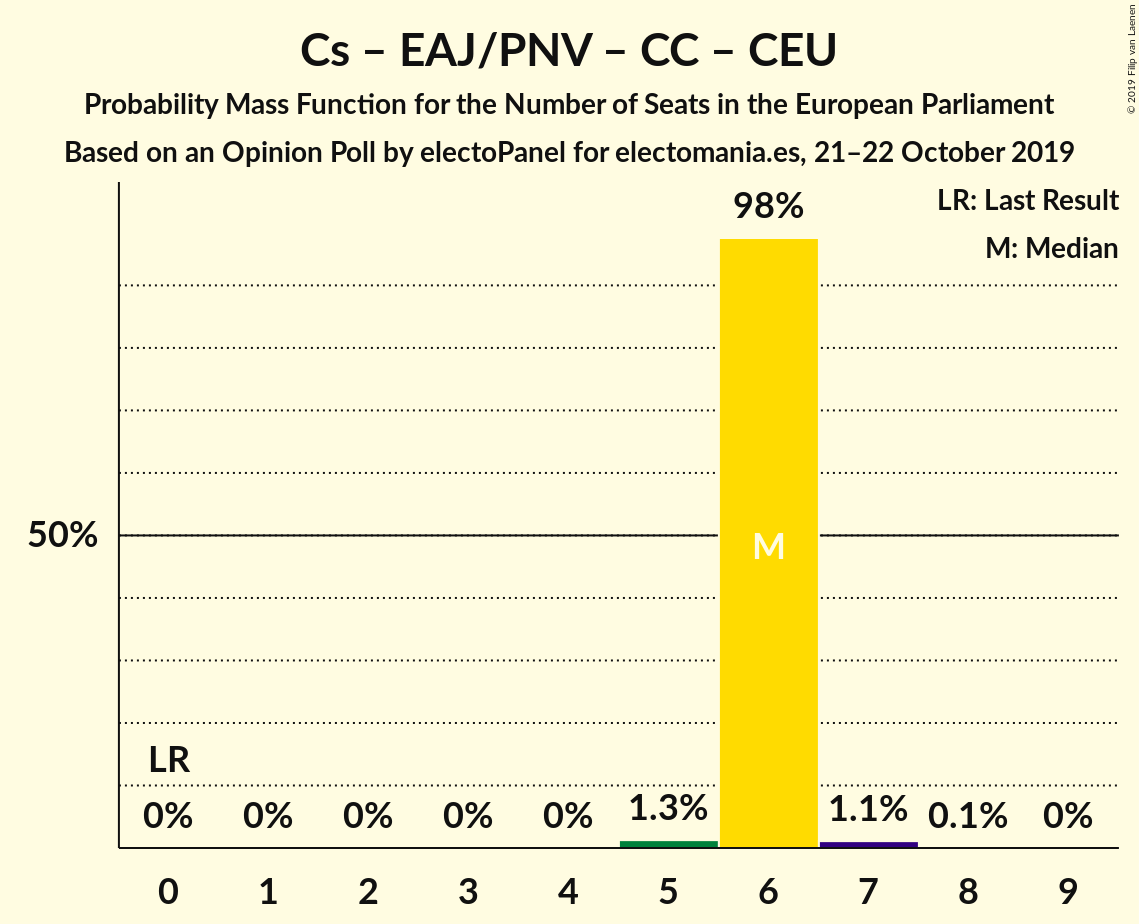 Cs – EAJ/PNV – CC – CEU
Probability Mass Function for the Number of Seats in the European Parliament
Based on an Opinion Poll by electoPanel for electomania.es, 21–22 October 2019
© 2019 Filip van Laenen
LR: Last Result
M: Median
98%
50%
M
LR
0% 0% 0% 0% 0% 1.3% 1.1% 0.1% 0%
0 1 2 3 4 5 6 7 8 9